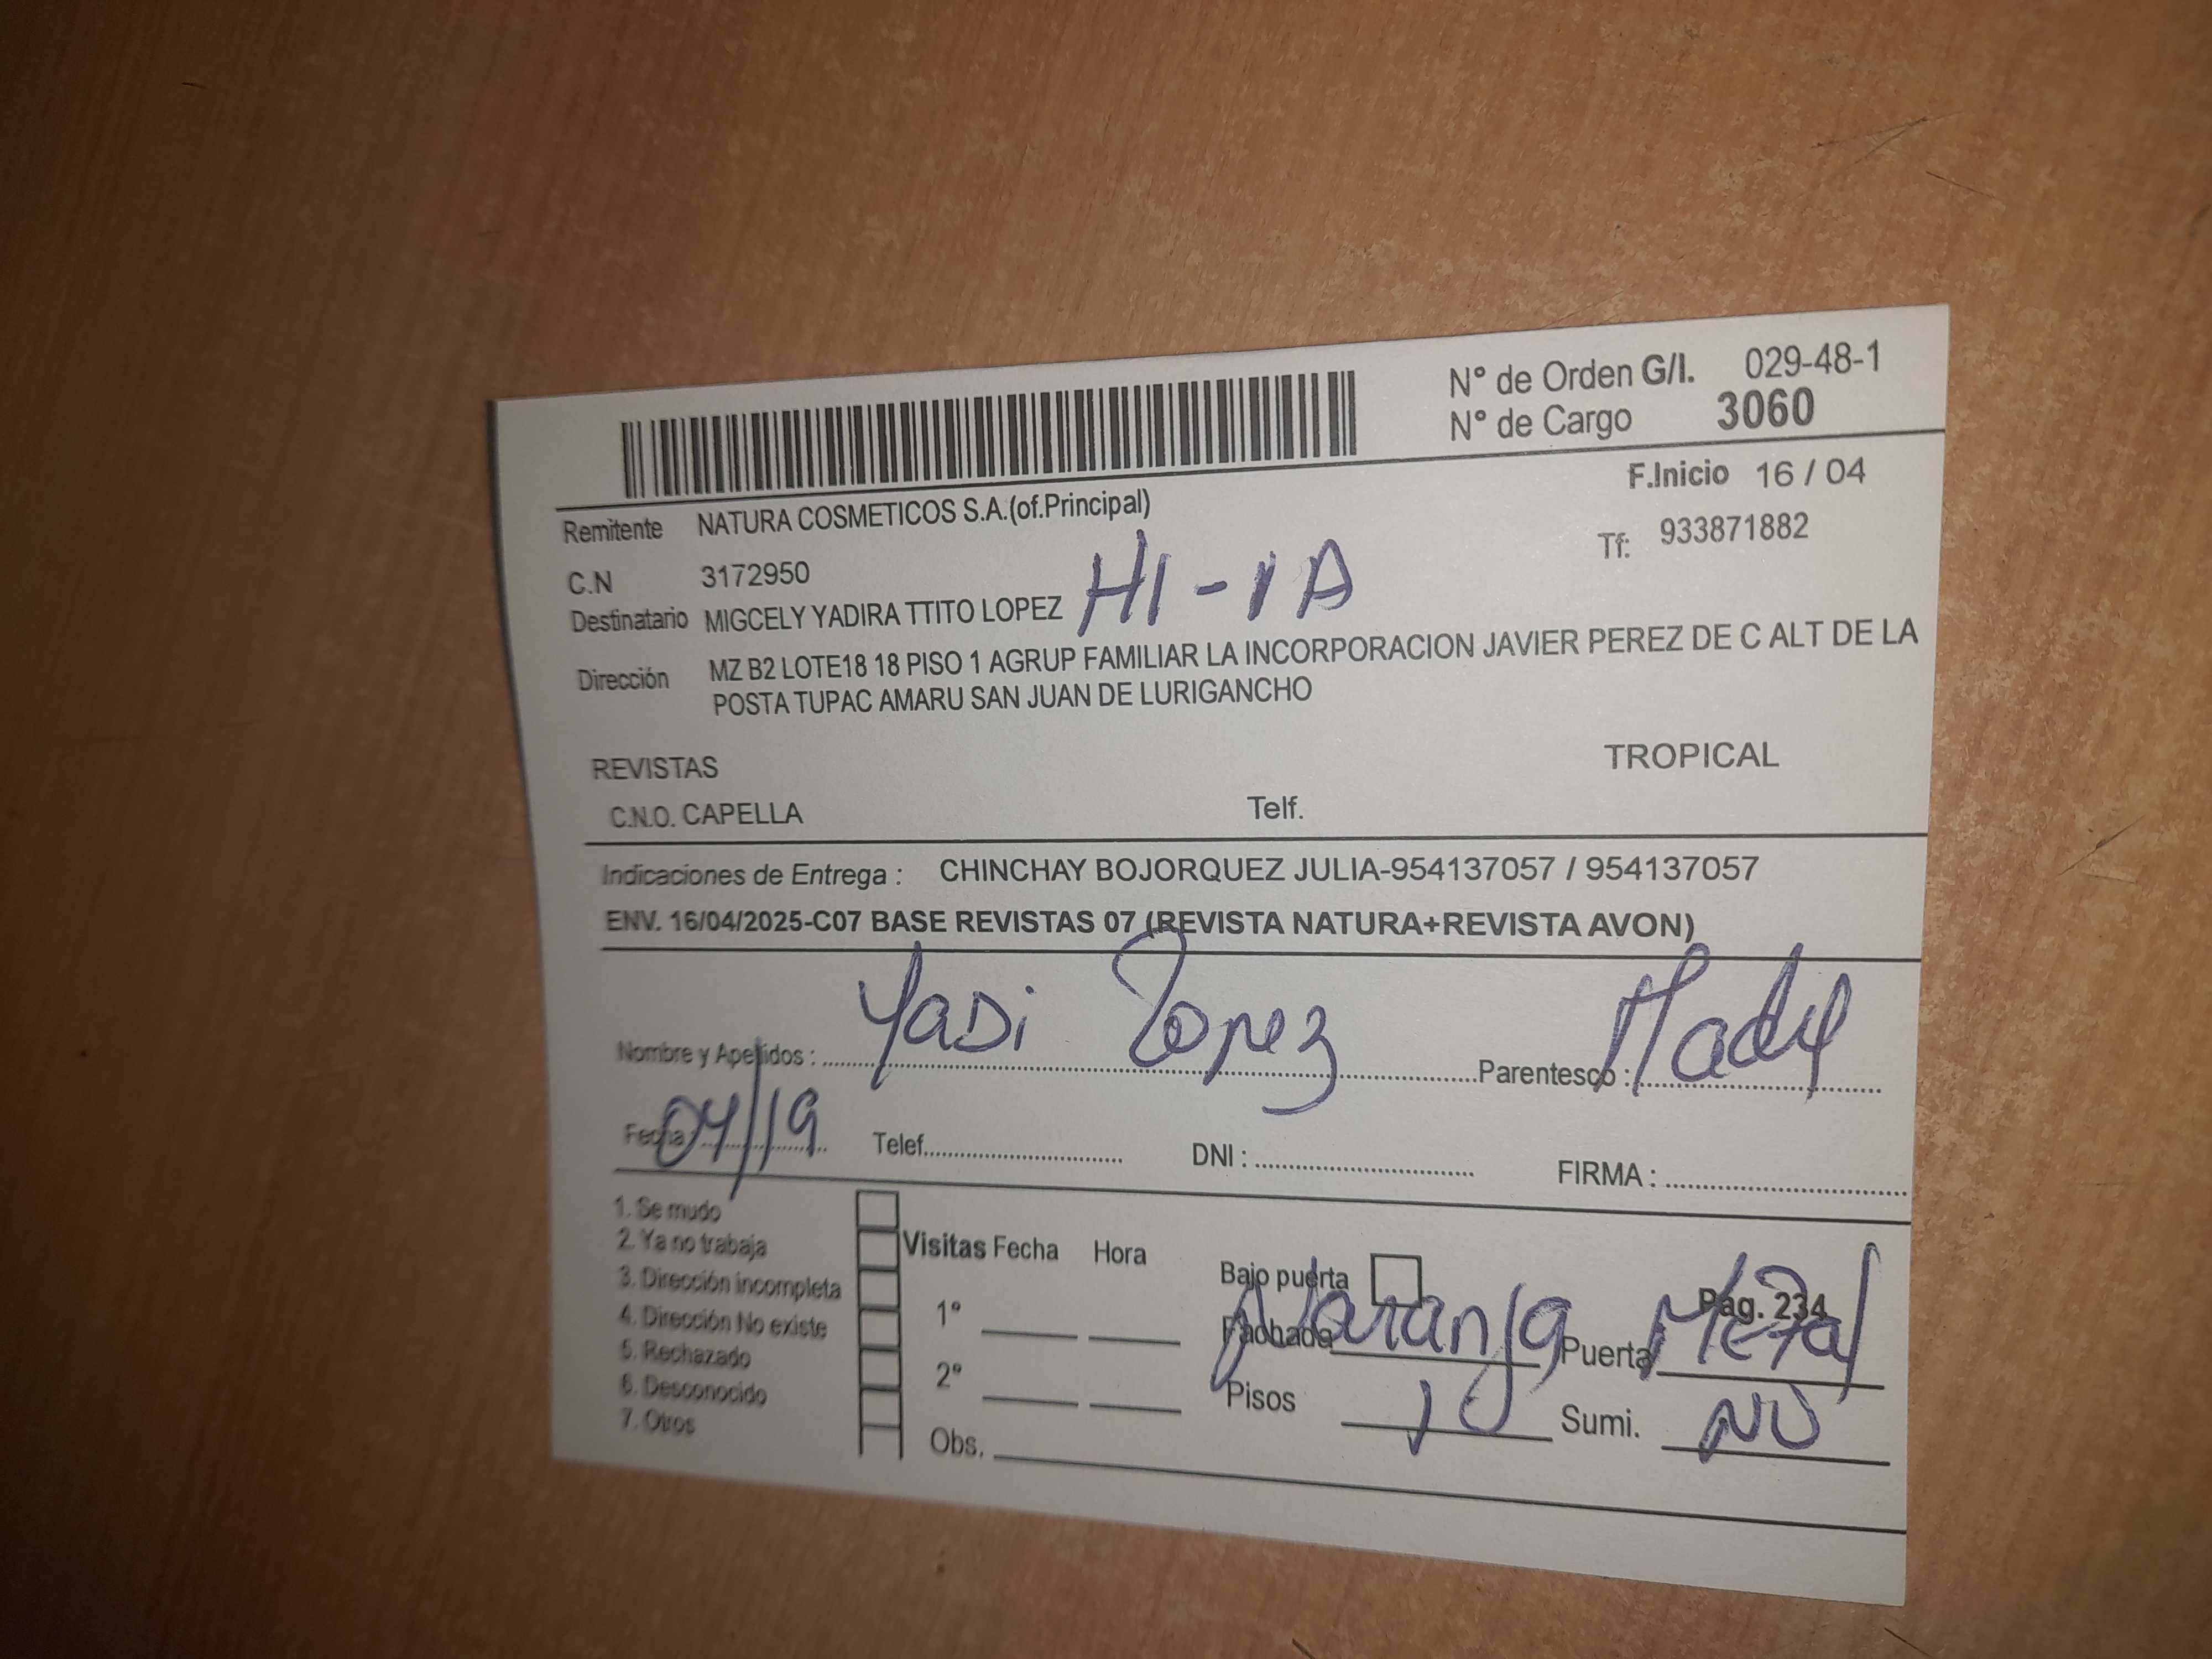 N° de Orden G/I. 029-48-1
N° de Cargo 3060
F.Inicio 16 / 04
Remitente NATURA COSMETICOS S.A.(of.Principal)
Tf: 933871882
C.N 3172950
HI - 1A
Destinatario MIGCELY YADIRA TTITO LOPEZ
Dirección MZ B2 LOTE18 18 PISO 1 AGRUP FAMILIAR LA INCORPORACION JAVIER PEREZ DE C ALT DE LA
POSTA TUPAC AMARU SAN JUAN DE LURIGANCHO
REVISTAS TROPICAL
C.N.O. CAPELLA Telf.
Indicaciones de Entrega : CHINCHAY BOJORQUEZ JULIA-954137057 / 954137057
ENV. 16/04/2025-C07 BASE REVISTAS 07 (REVISTA NATURA+REVISTA AVON)
Nombre y Apellidos : Yadi Lopez Parentesco : Madre
Fecha 04/19 Telef. DNI : FIRMA :
1. Se mudo
2. Ya no trabaja
3. Dirección incompleta
4. Dirección No existe
5. Rechazado
6. Desconocido
7. Otros
Visitas Fecha Hora
1°
2°
Obs.
Bajo puerta Pag. 234
Fachada Naranja Puerta Metal
Pisos 1 Sumi. NO